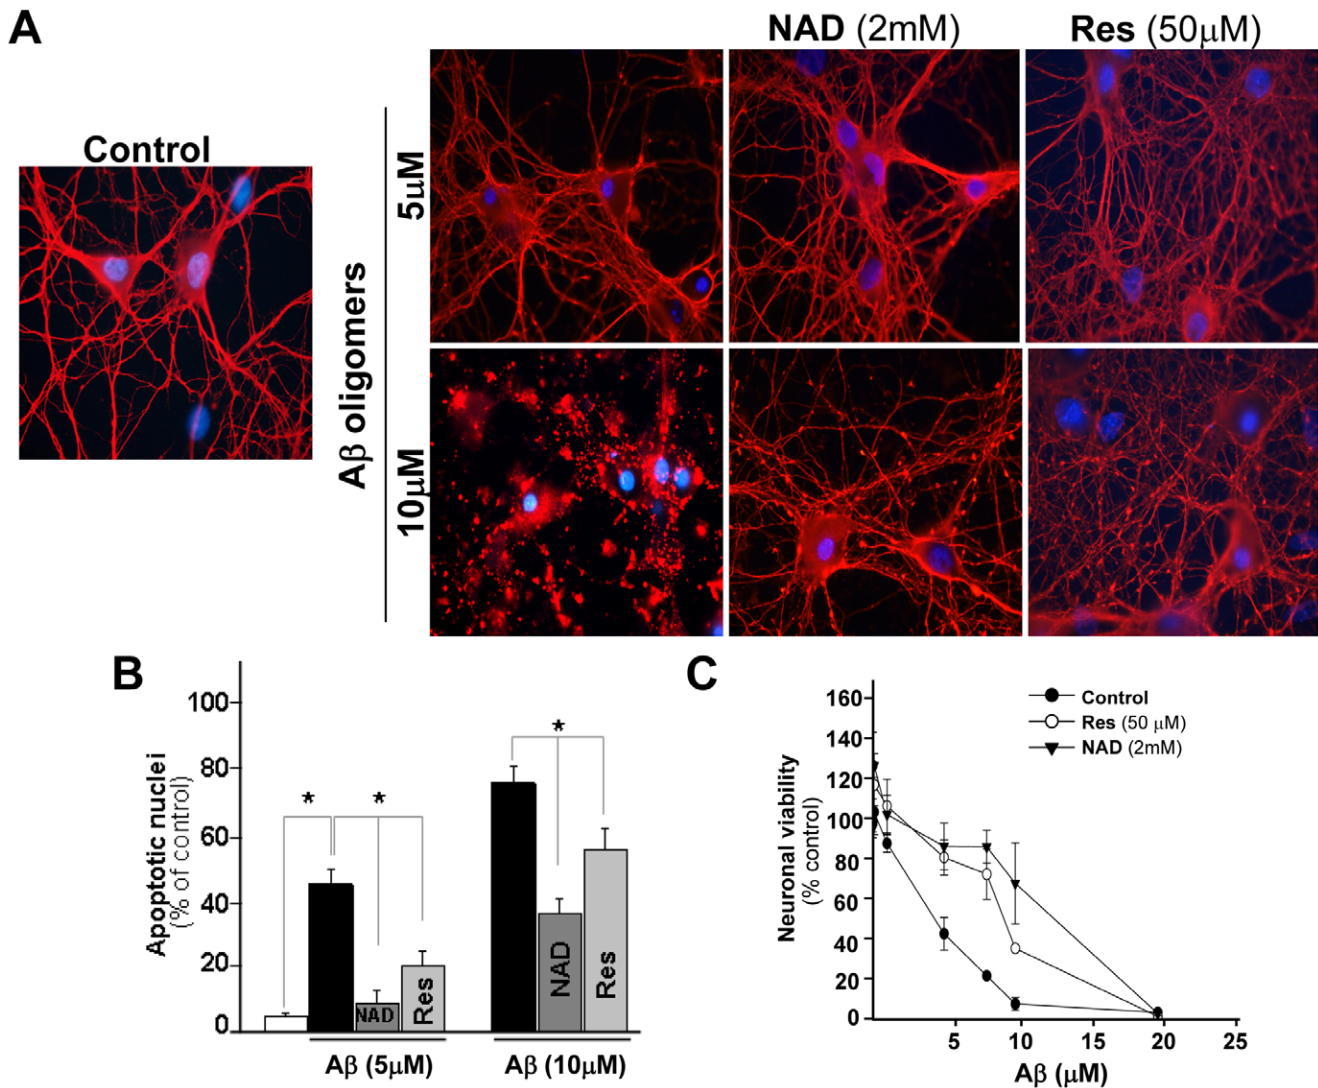 A
NAD (2mM)
Res (50μM)
Control
Aβ oligomers
5μM
10μM
B
Apoptotic nuclei
(% of control)
100
80
60
40
20
0
*
*
*
NAD
Res
NAD
Res
Aβ (5μM)
Aβ (10μM)
C
Neuronal viability
(% control)
160
140
120
100
80
60
40
20
0
Control
Res (50 μM)
NAD (2mM)
5
10
15
20
25
Aβ (μM)